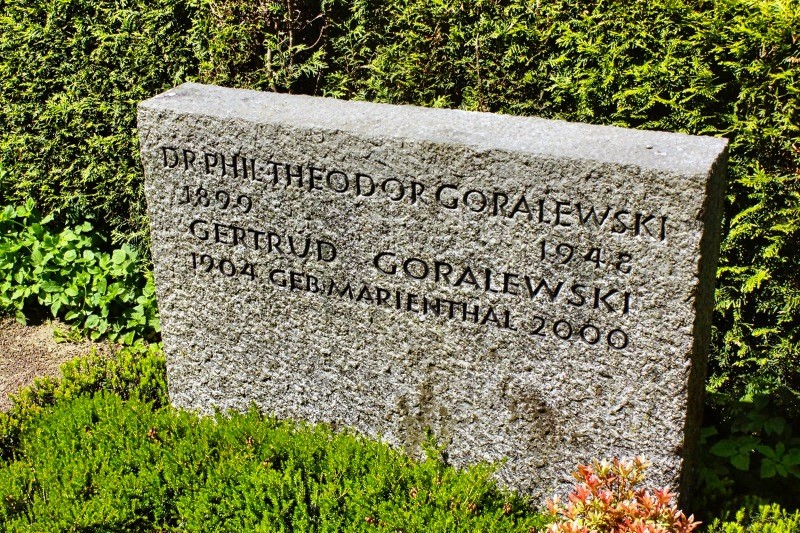 DR PHIL THEODOR GORALEWSKI
1899 1948
GERTRUD GORALEWSKI
1904 GEB. MARIENTHAL 2000